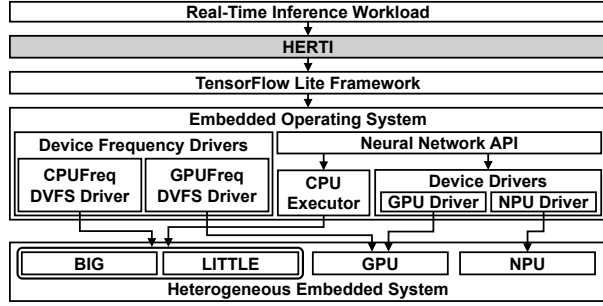 Real-Time Inference Workload
HERTI
TensorFlow Lite Framework
Embedded Operating System
Device Frequency Drivers
CPUFreq
DVFS Driver
GPUFreq
DVFS Driver
Neural Network API
CPU
Executor
Device Drivers
GPU Driver
NPU Driver
BIG
LITTLE
GPU
NPU
Heterogeneous Embedded System